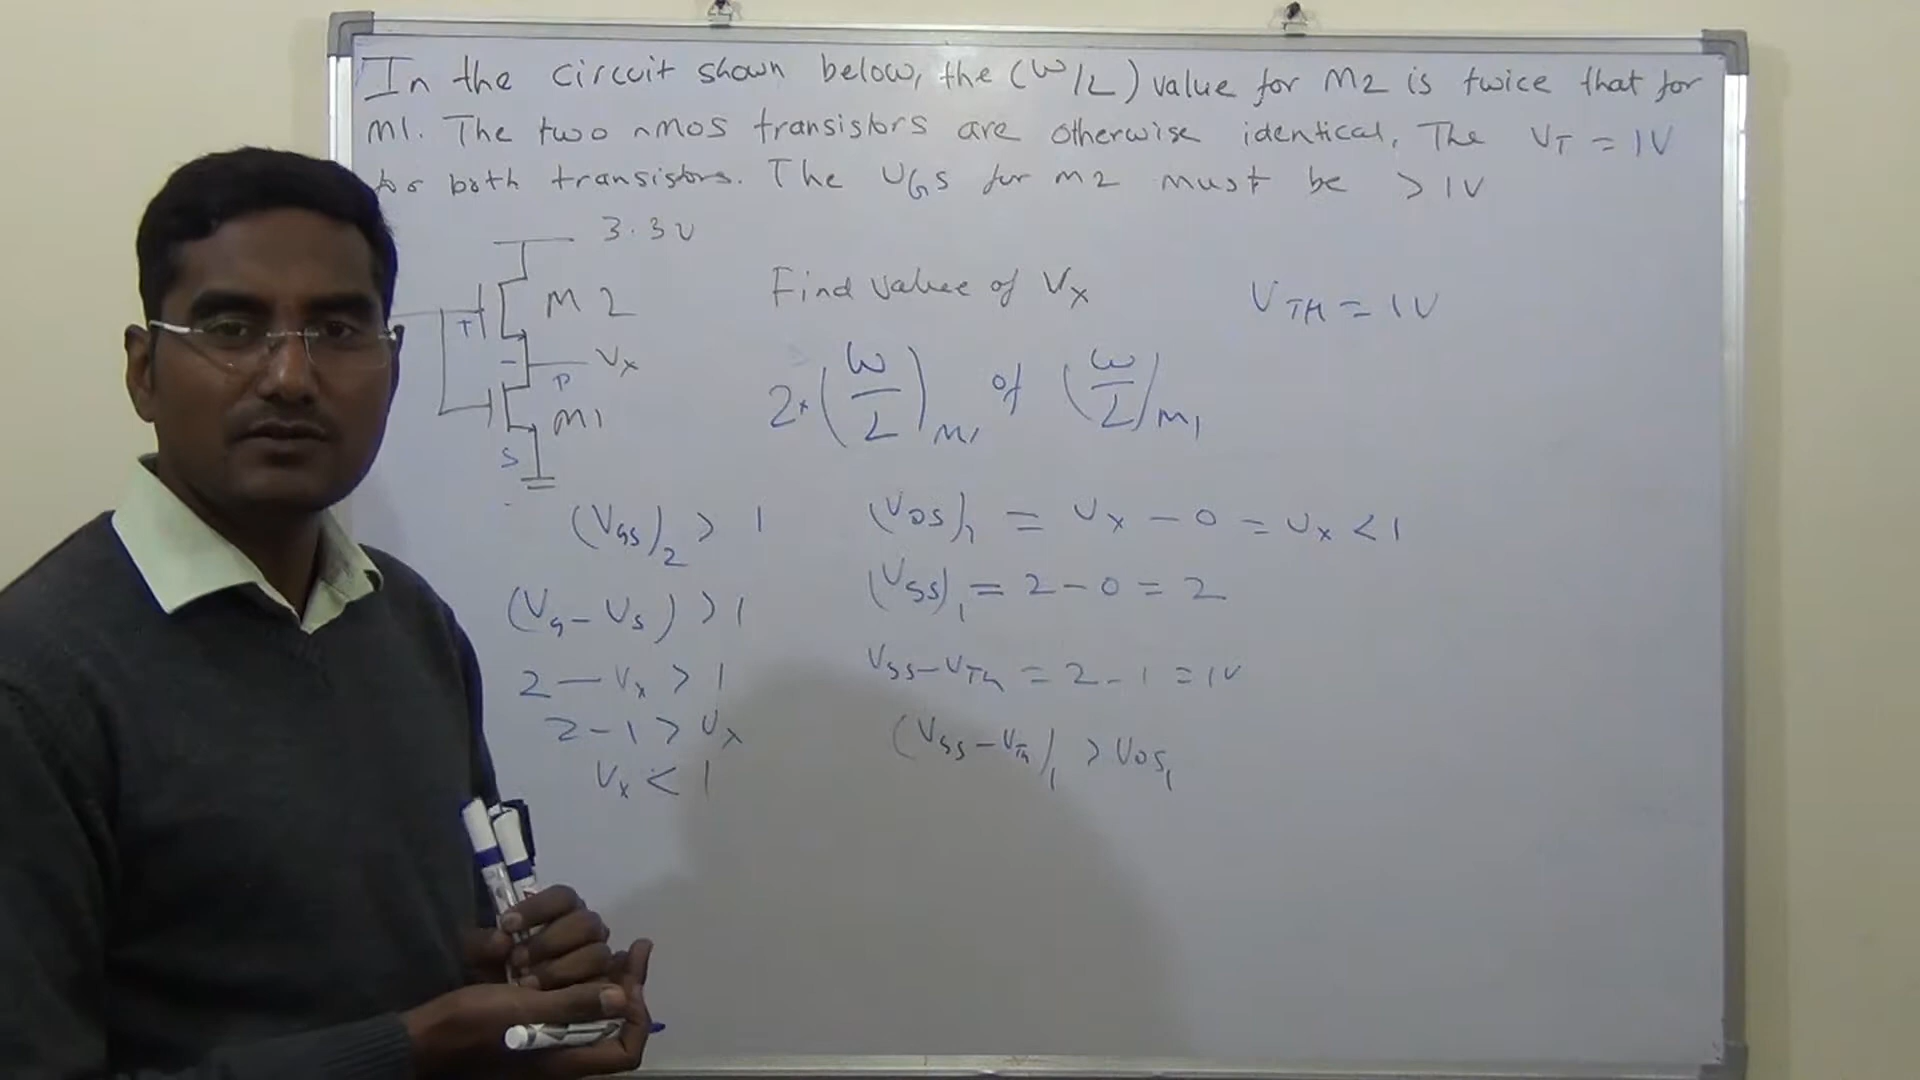 In the circuit shown below, the (W/L) value for M2 is twice that for
M1. The two nMOS transistors are otherwise identical. The VT = 1V
for both transistors. The VGS for M2 must be > 1V
3.3V
M2
+
-
Vx
D
M1
S
Find value of Vx
VTH = 1V
2×(W/L)M1 of (W/L)M1
(VGS)2 > 1
(VG - VS) > 1
2 - Vx > 1
2 - 1 > Vx
Vx < 1
(VDS)1 = Vx - 0 = Vx < 1
(VGS)1 = 2 - 0 = 2
VGS - VTh = 2 - 1 = 1V
(VGS - VTh)1 > VDS1